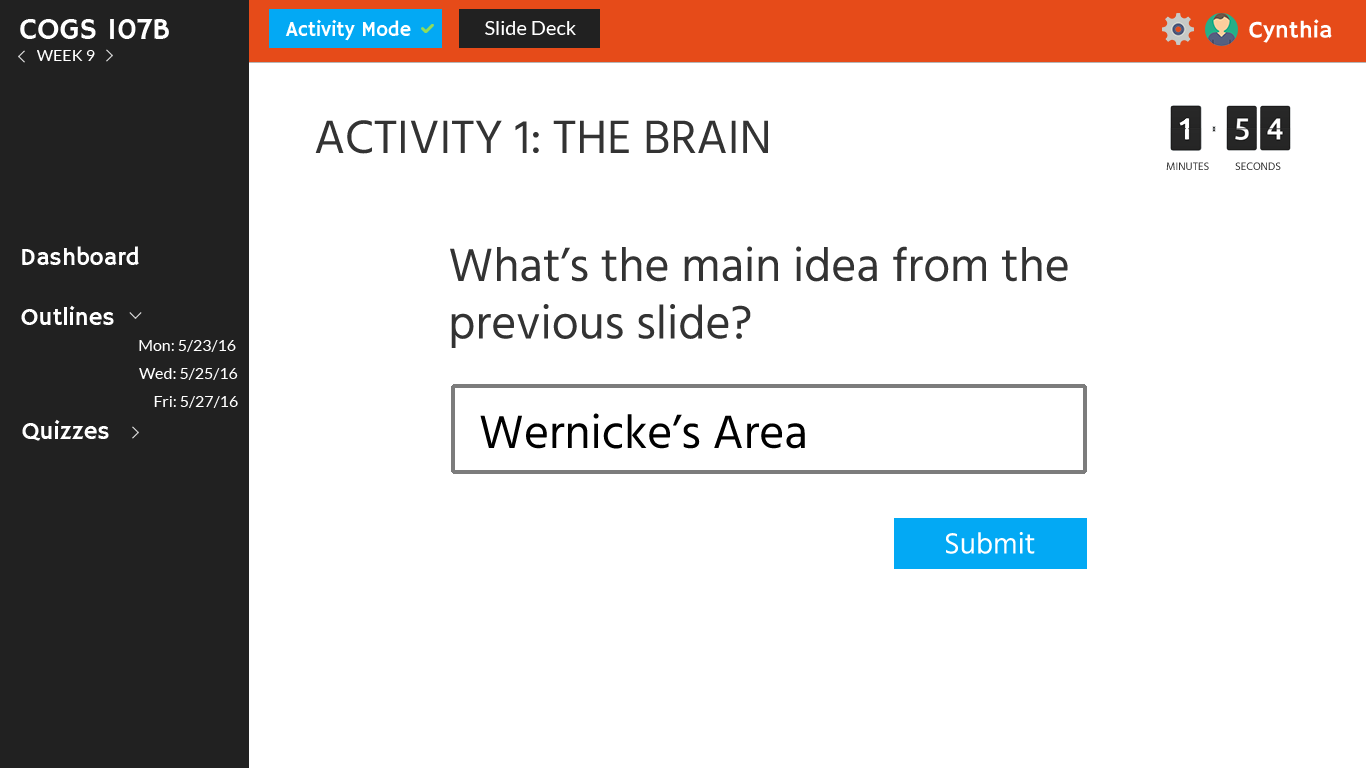 COGS 107B
WEEK 9
Dashboard
Outlines
Mon: 5/23/16
Wed: 5/25/16
Fri: 5/27/16
Quizzes
Activity Mode
Slide Deck
Cynthia
ACTIVITY 1: THE BRAIN
1 : 54
MINUTES SECONDS
What’s the main idea from the
previous slide?
Wernicke’s Area
Submit